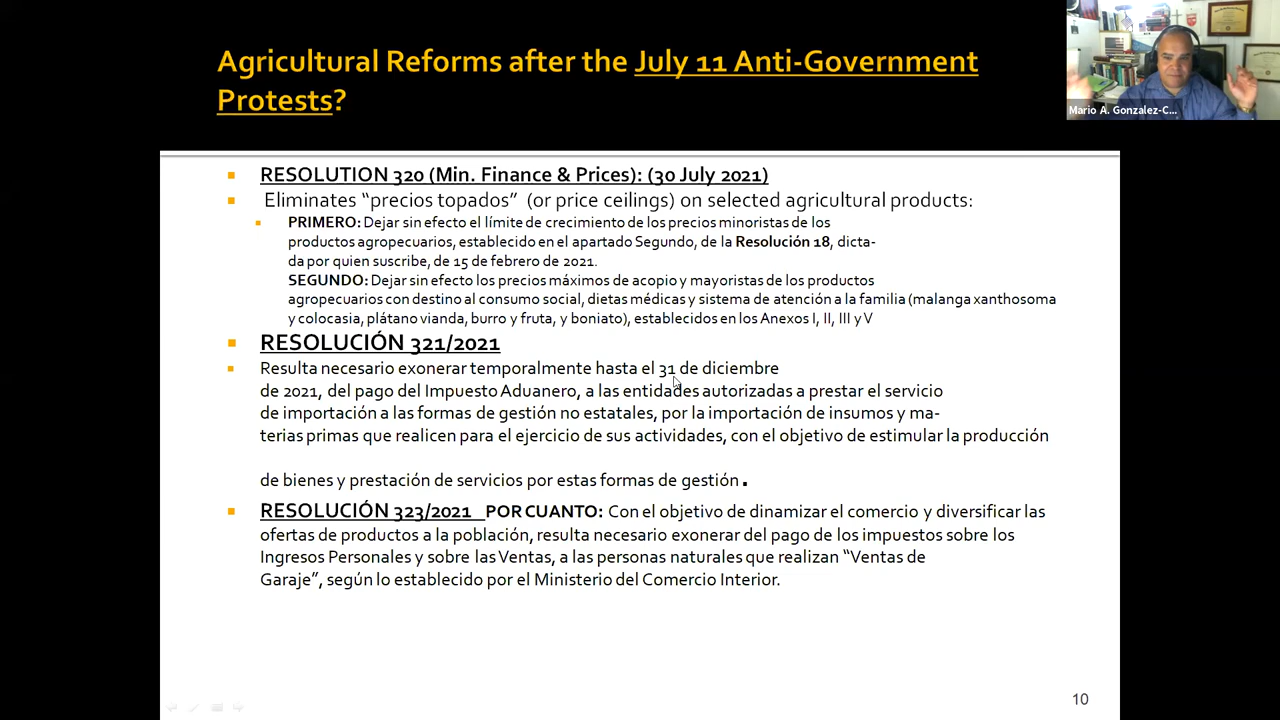 Agricultural Reforms after the July 11 Anti-Government
Protests?
Mario A. Gonzalez-C...
RESOLUTION 320 (Min. Finance & Prices): (30 July 2021)
Eliminates “precios topados” (or price ceilings) on selected agricultural products:
PRIMERO: Dejar sin efecto el límite de crecimiento de los precios minoristas de los
productos agropecuarios, establecido en el apartado Segundo, de la Resolución 18, dicta-
da por quien suscribe, de 15 de febrero de 2021.
SEGUNDO: Dejar sin efecto los precios máximos de acopio y mayoristas de los productos
agropecuarios con destino al consumo social, dietas médicas y sistema de atención a la familia (malanga xanthosoma
y colocasia, plátano vianda, burro y fruta, y boniato), establecidos en los Anexos I, II, III y V
RESOLUCIÓN 321/2021
Resulta necesario exonerar temporalmente hasta el 31 de diciembre
de 2021, del pago del Impuesto Aduanero, a las entidades autorizadas a prestar el servicio
de importación a las formas de gestión no estatales, por la importación de insumos y ma-
terias primas que realicen para el ejercicio de sus actividades, con el objetivo de estimular la producción
de bienes y prestación de servicios por estas formas de gestión.
RESOLUCIÓN 323/2021 POR CUANTO: Con el objetivo de dinamizar el comercio y diversificar las
ofertas de productos a la población, resulta necesario exonerar del pago de los impuestos sobre los
Ingresos Personales y sobre las Ventas, a las personas naturales que realizan “Ventas de
Garaje”, según lo establecido por el Ministerio del Comercio Interior.
10